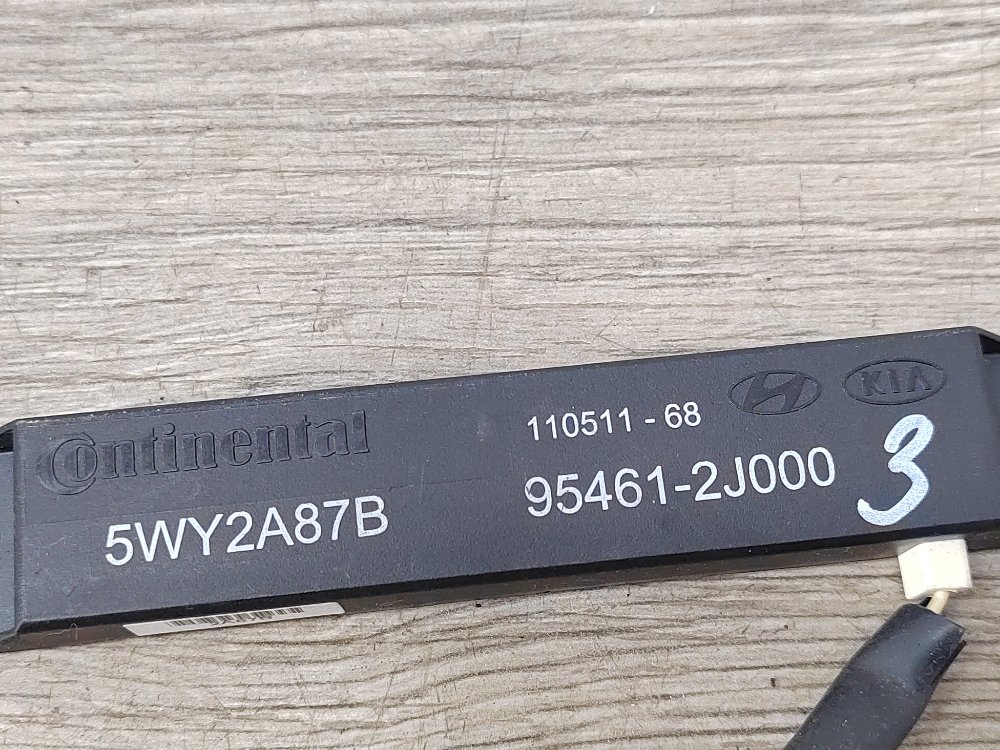 Continental
110511 - 68
KIA
5WY2A87B
95461-2J000
3